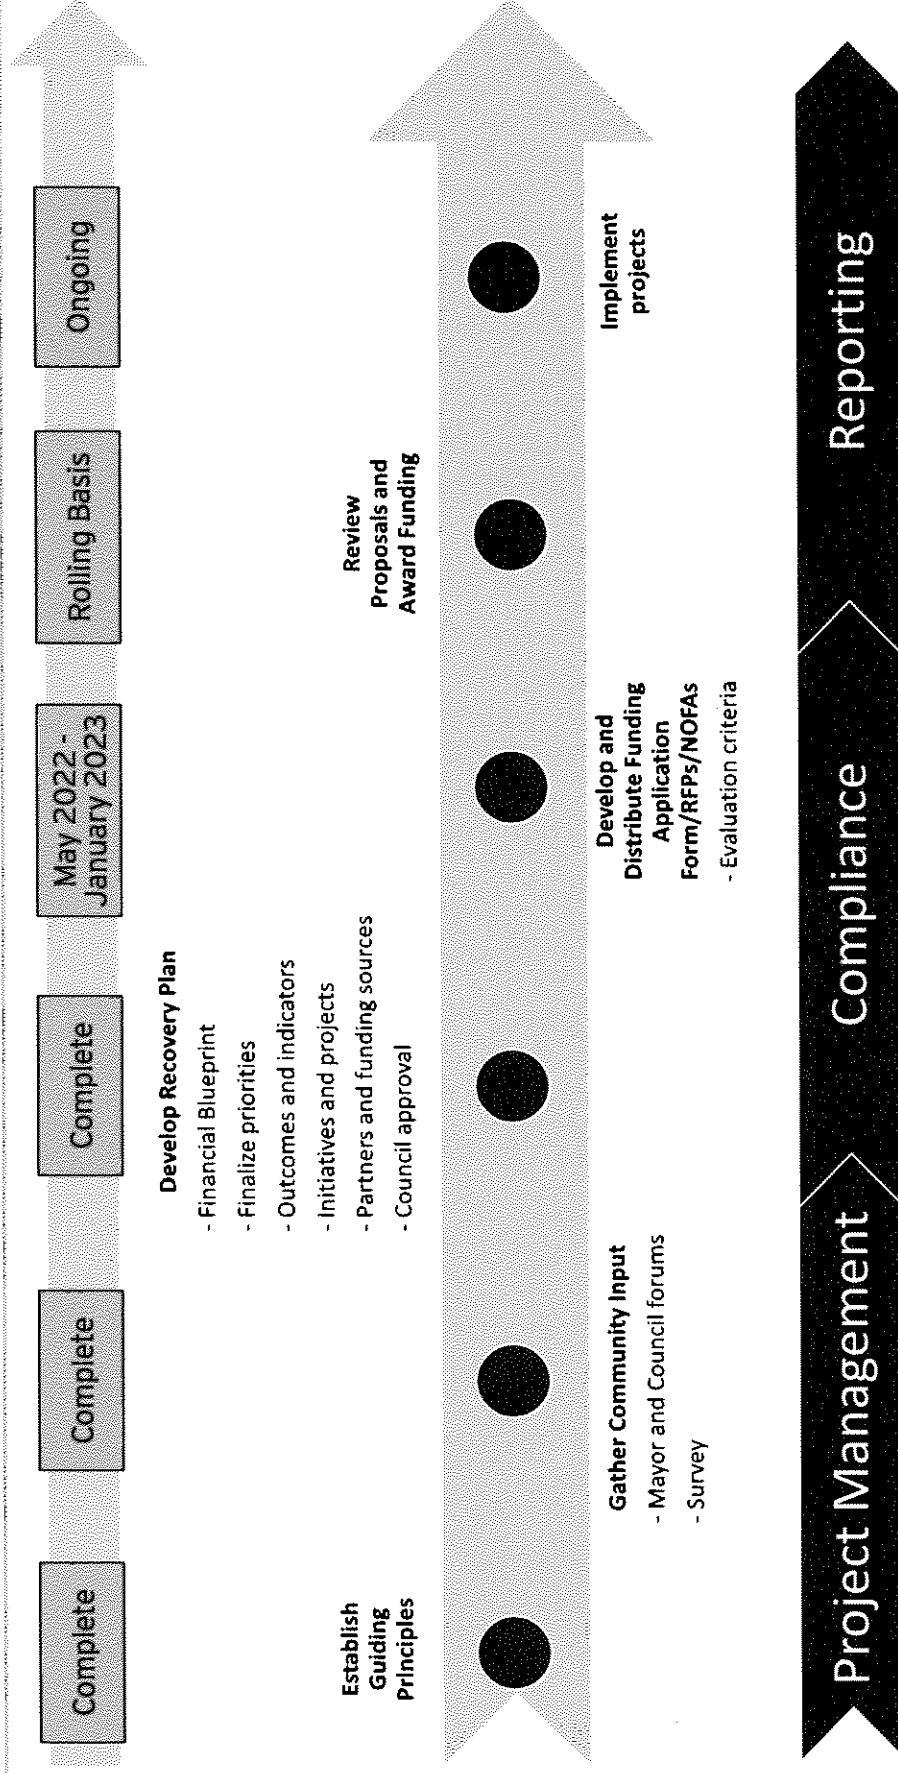 Complete
Complete
Complete
May 2022 -
January 2023
Rolling Basis
Ongoing
Establish
Guiding
Principles
Gather Community Input
- Mayor and Council forums
- Survey
Develop Recovery Plan
- Financial Blueprint
- Finalize priorities
- Outcomes and indicators
- Initiatives and projects
- Partners and funding sources
- Council approval
Develop and
Distribute Funding
Application
Form/RFPs/NOFAs
- Evaluation criteria
Review
Proposals and
Award Funding
Implement
projects
Project Management
Compliance
Reporting